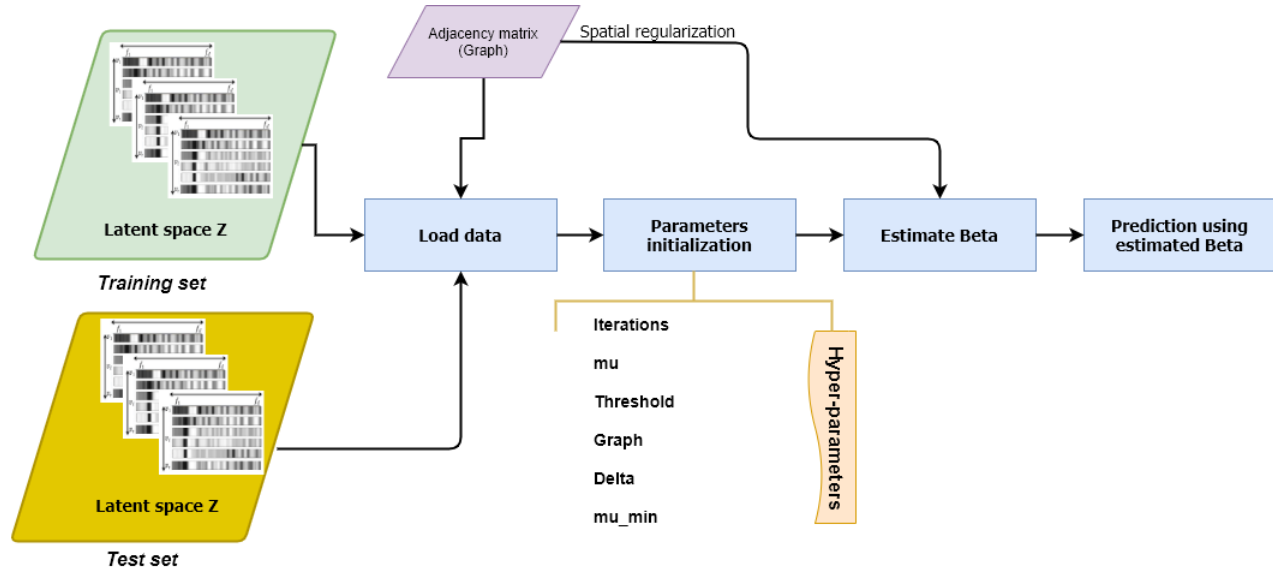 Adjacency matrix
(Graph)
Spatial regularization
Latent space Z
Training set
Load data
Parameters
initialization
Estimate Beta
Prediction using
estimated Beta
Iterations
mu
Threshold
Graph
Delta
mu_min
Hyper-parameters
Latent space Z
Test set